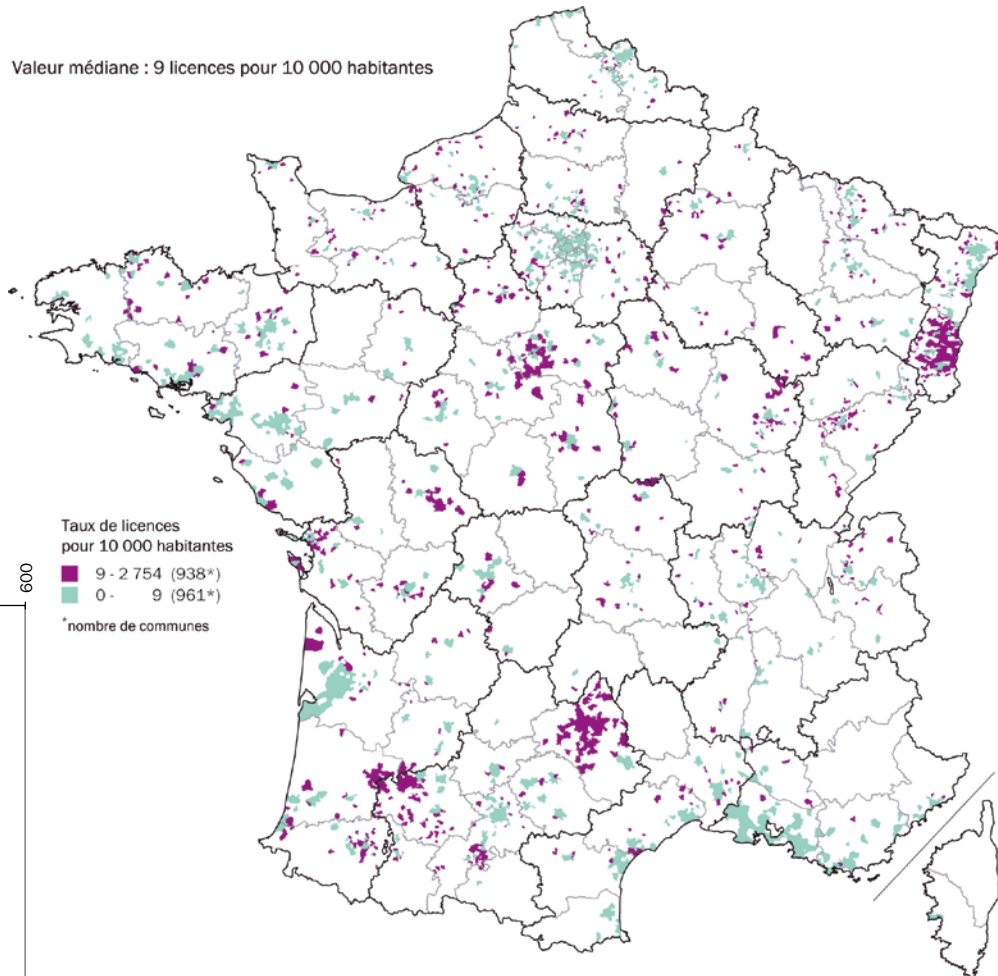 Valeur médiane : 9 licences pour 10 000 habitantes
Taux de licences
pour 10 000 habitantes
9 - 2 754 (938*)
0 - 9 (961*)
*nombre de communes
600